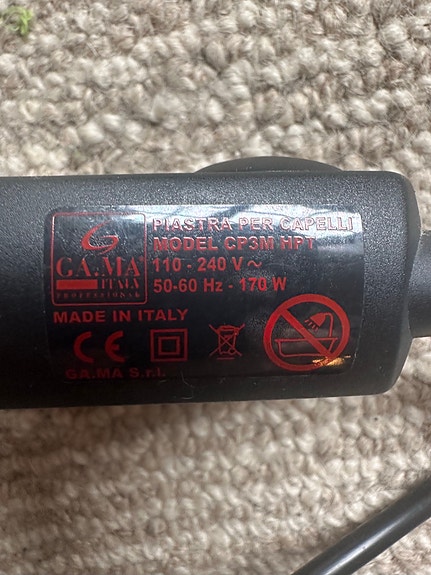 PIASTRA PER CAPELLI
MODEL CP3M HPT
110 - 240 V ~
50-60 Hz - 170 W
GA.MA
ITALY
PROFESSIONAL
MADE IN ITALY
CE
GA.MA S.r.l.